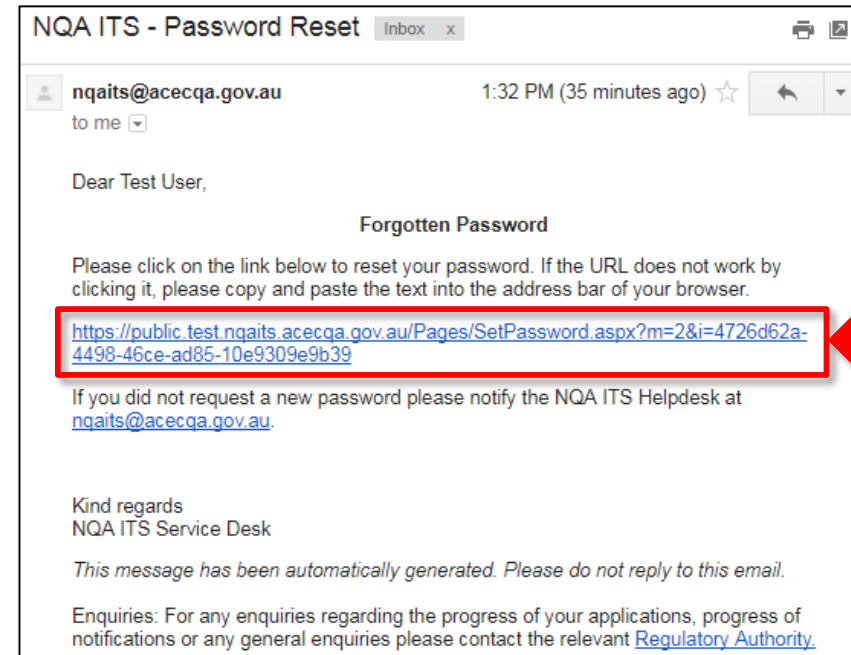 NQA ITS - Password Reset Inbox x
nqaits@acecqa.gov.au 1:32 PM (35 minutes ago)
to me
Dear Test User,
Forgotten Password
Please click on the link below to reset your password. If the URL does not work by
clicking it, please copy and paste the text into the address bar of your browser.
https://public.test.nqaits.acecqa.gov.au/Pages/SetPassword.aspx?m=2&i=4726d62a-
4498-46ce-ad85-10e9309e9b39
If you did not request a new password please notify the NQA ITS Helpdesk at
nqaits@acecqa.gov.au.
Kind regards
NQA ITS Service Desk
This message has been automatically generated. Please do not reply to this email.
Enquiries: For any enquiries regarding the progress of your applications, progress of
notifications or any general enquiries please contact the relevant Regulatory Authority.